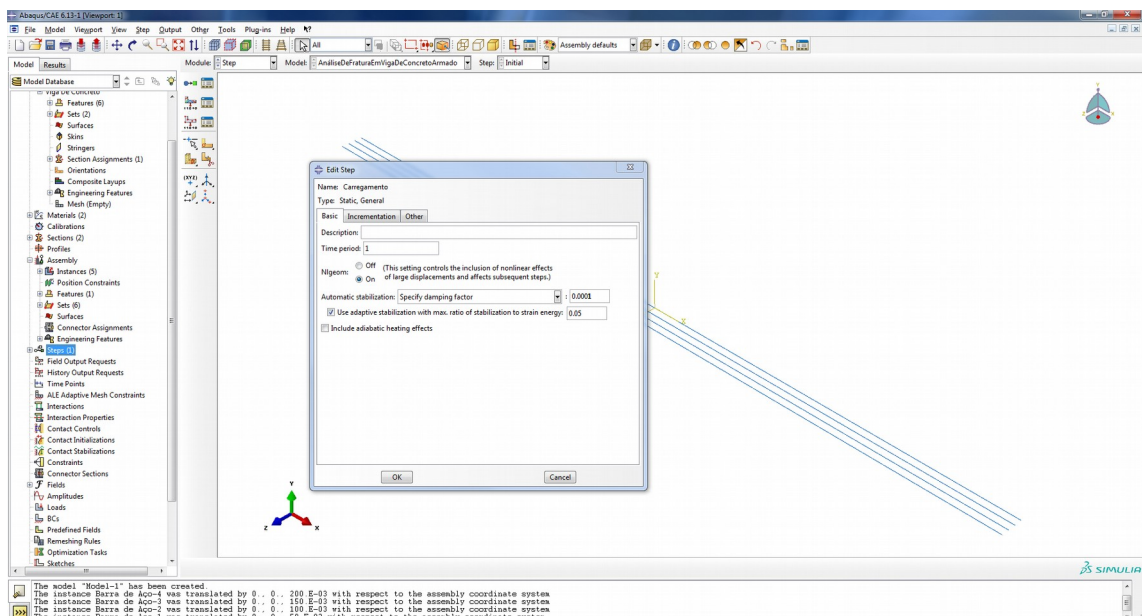 Abaqus/CAE 6.13-1 [Viewport: 1]
File Model Viewport View Step Output Other Tools Plug-ins Help
All
Assembly defaults
Model Results
Module: Step Model: AnáliseDeFraturaEmVigaDeConcretoArmado Step: Initial
Model Database
Viga De Concreto
Features (6)
Sets (2)
Surfaces
Skins
Stringers
Section Assignments (1)
Orientations
Composite Layups
Engineering Features
Mesh (Empty)
Materials (2)
Calibrations
Sections (2)
Profiles
Assembly
Instances (5)
Position Constraints
Features (1)
Sets (6)
Surfaces
Connector Assignments
Engineering Features
Steps (1)
Field Output Requests
History Output Requests
Time Points
ALE Adaptive Mesh Constraints
Interactions
Interaction Properties
Contact Controls
Contact Initializations
Contact Stabilizations
Constraints
Connector Sections
Fields
Amplitudes
Loads
BCs
Predefined Fields
Remeshing Rules
Optimization Tasks
Sketches
(XYZ)
Edit Step
Name: Carregamento
Type: Static, General
Basic Incrementation Other
Description:
Time period: 1
Nlgeom:
Off (This setting controls the inclusion of nonlinear effects
On of large displacements and affects subsequent steps.)
Automatic stabilization: Specify damping factor : 0.0001
Use adaptive stabilization with max. ratio of stabilization to strain energy: 0.05
Include adiabatic heating effects
OK Cancel
Y
X
Y
Z X
SIMULIA
The model "Model-1" has been created.
The instance Barra de Aço-4 was translated by 0., 0., 200.E-03 with respect to the assembly coordinate system
The instance Barra de Aço-3 was translated by 0., 0., 150.E-03 with respect to the assembly coordinate system
The instance Barra de Aço-2 was translated by 0., 0., 100.E-03 with respect to the assembly coordinate system